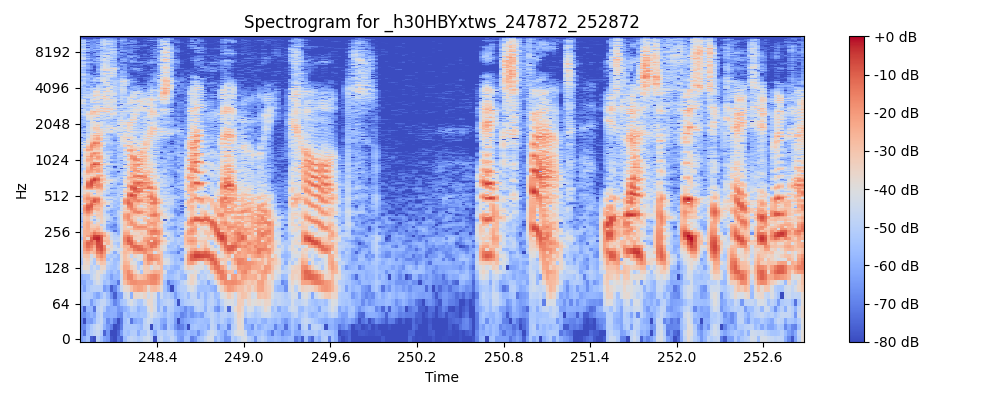 Spectrogram for _h30HBYxtws_247872_252872
8192
4096
2048
1024
512
256
128
64
0
Hz
248.4 249.0 249.6 250.2 250.8 251.4 252.0 252.6
Time
+0 dB
-10 dB
-20 dB
-30 dB
-40 dB
-50 dB
-60 dB
-70 dB
-80 dB